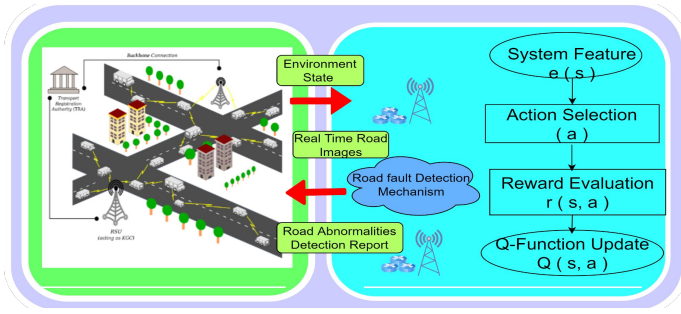 Backbone Connection
Transport
Registration
Authority (TRA)
RSU
(acting as KGC)
Environment
State
Real Time Road
Images
Road fault Detection
Mechanism
Road Abnormalities
Detection Report
System Feature
e ( s )
Action Selection
( a )
Reward Evaluation
r ( s, a )
Q-Function Update
Q ( s, a )